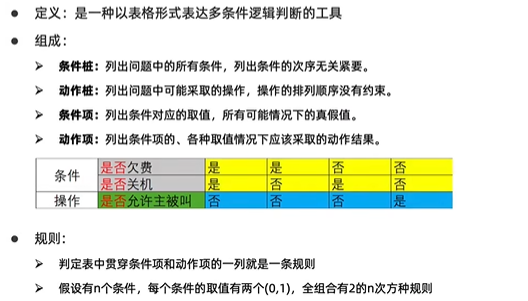 定义：是一种以表格形式表达多条件逻辑判断的工具
组成：
条件桩：列出问题中的所有条件，列出条件的次序无关紧要。
动作桩：列出问题中可能采取的操作，操作的排列顺序没有约束。
条件项：列出条件对应的取值，所有可能情况下的真假值。
动作项：列出条件项的、各种取值情况下应该采取的动作结果。
条件 是否欠费 是 是 否 否
是否关机 是 否 是 否
操作 是否允许主被叫 否 否 否 是
规则：
判定表中贯穿条件项和动作项的一列就是一条规则
假设有n个条件，每个条件的取值有两个(0,1)，全组合有2的n次方种规则